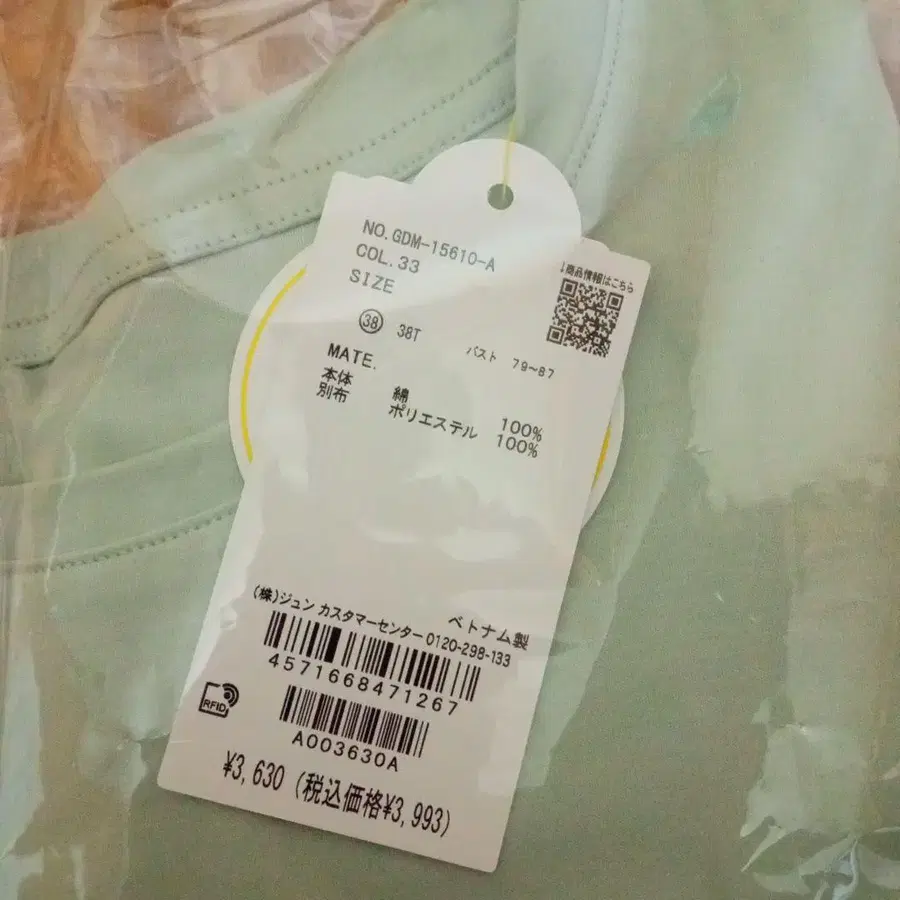 NO.GDM-15610-A
COL.33
SIZE
商品情報はこちら
38 38T バスト 79~87
MATE.
本体 綿 100%
別布 ポリエステル 100%
ベトナム製
(株)ジュン カスタマーセンター 0120-298-133
4571668471267
RFID
A003630A
¥3,630 (税込価格¥3,993)